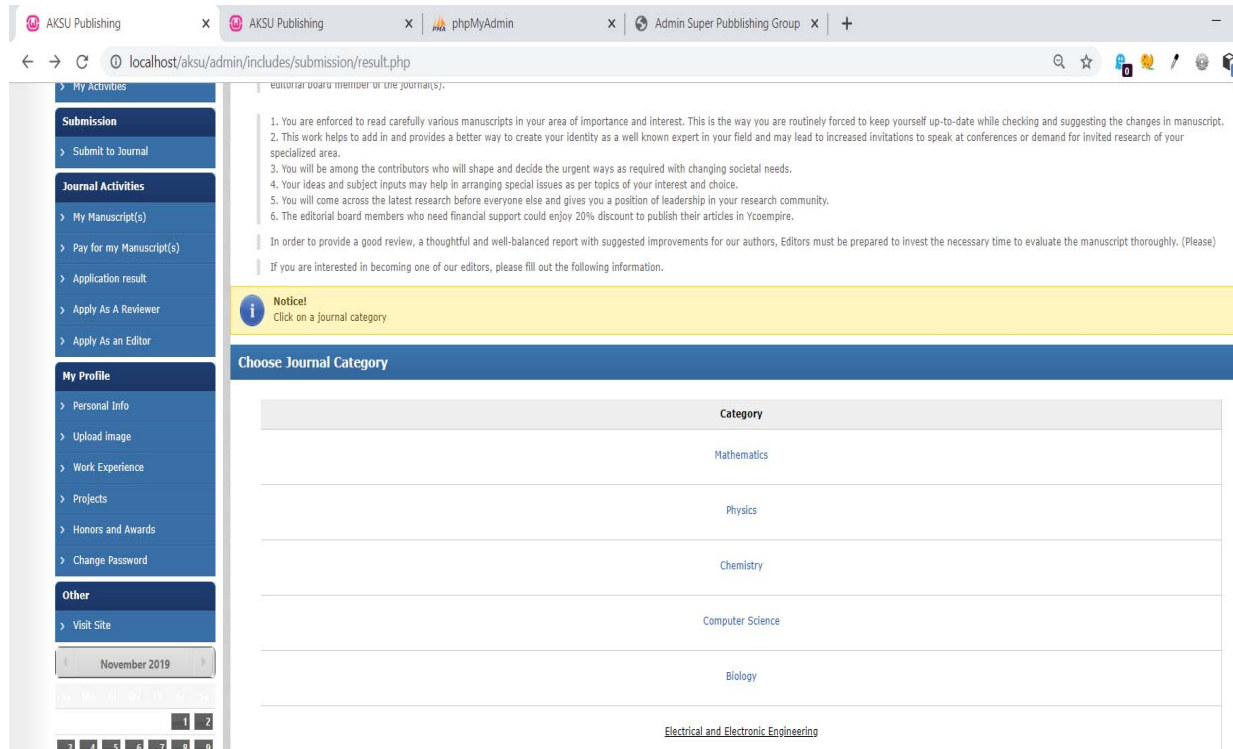 AKSU Publishing x
AKSU Publishing x
phpMyAdmin x
Admin Super Pubblishing Group x +
localhost/aksu/admin/includes/submission/result.php
0
> My Activities
Submission
> Submit to Journal
Journal Activities
> My Manuscript(s)
> Pay for my Manuscript(s)
> Application result
> Apply As A Reviewer
> Apply As an Editor
My Profile
> Personal Info
> Upload image
> Work Experience
> Projects
> Honors and Awards
> Change Password
Other
> Visit Site
November 2019
1 2
3 4 5 6 7 8 9
editorial board member of the journal(s).
1. You are enforced to read carefully various manuscripts in your area of importance and interest. This is the way you are routinely forced to keep yourself up-to-date while checking and suggesting the changes in manuscript.
2. This work helps to add in and provides a better way to create your identity as a well known expert in your field and may lead to increased invitations to speak at conferences or demand for invited research of your
specialized area.
3. You will be among the contributors who will shape and decide the urgent ways as required with changing societal needs.
4. Your ideas and subject inputs may help in arranging special issues as per topics of your interest and choice.
5. You will come across the latest research before everyone else and gives you a position of leadership in your research community.
6. The editorial board members who need financial support could enjoy 20% discount to publish their articles in Ycoempire.
In order to provide a good review, a thoughtful and well-balanced report with suggested improvements for our authors, Editors must be prepared to invest the necessary time to evaluate the manuscript thoroughly. (Please)
If you are interested in becoming one of our editors, please fill out the following information.
Notice!
Click on a journal category
Choose Journal Category
Category
Mathematics
Physics
Chemistry
Computer Science
Biology
Electrical and Electronic Engineering